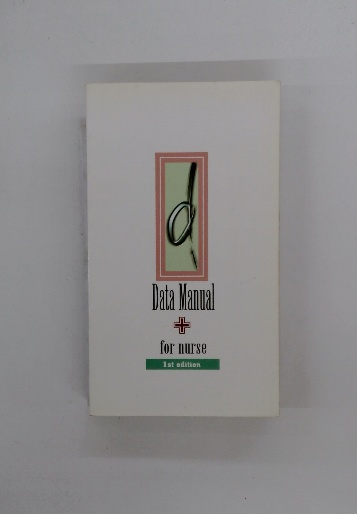 d
Data Manual
for nurse
1st edition